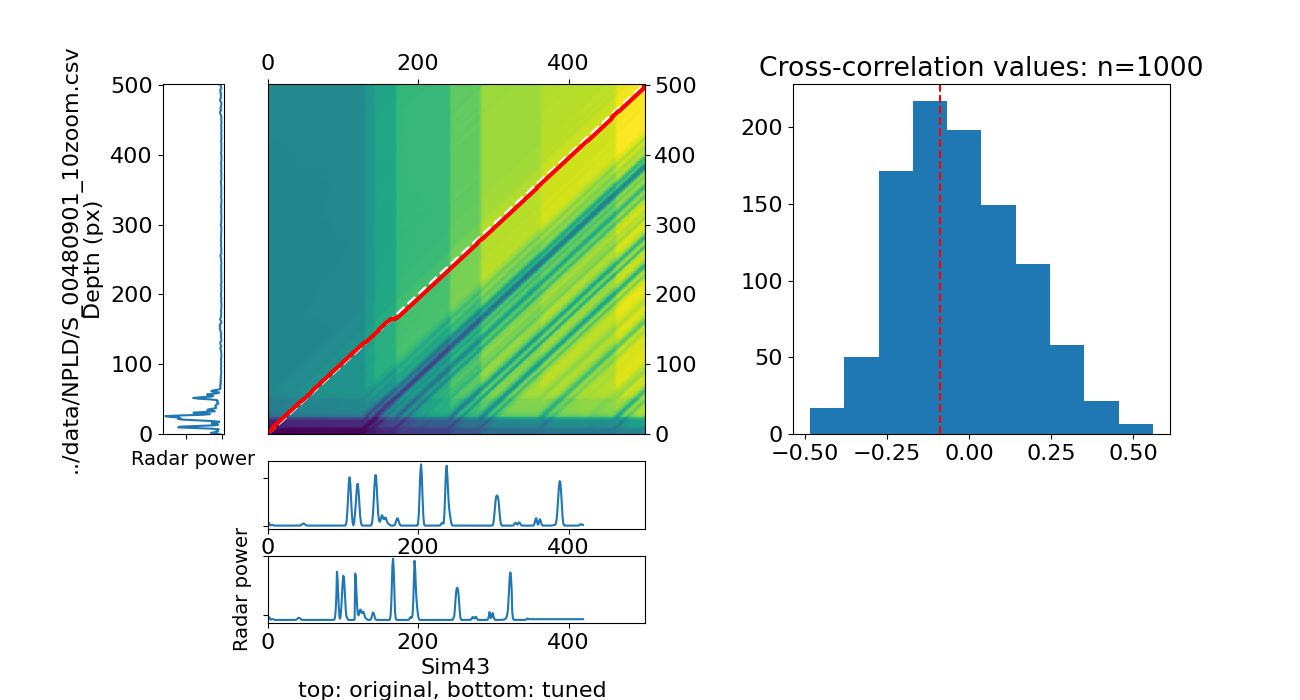 0 200 400
Cross-correlation values: n=1000
../data/NPLD/S_00480901_10zoom.csv
Depth (px)
500
400
300
200
100
0
500
400
300
200
100
0
200
150
100
50
0
−0.50 −0.25 0.00 0.25 0.50
Radar power
0 200 400
Radar power
0 200 400
Sim43
top: original, bottom: tuned